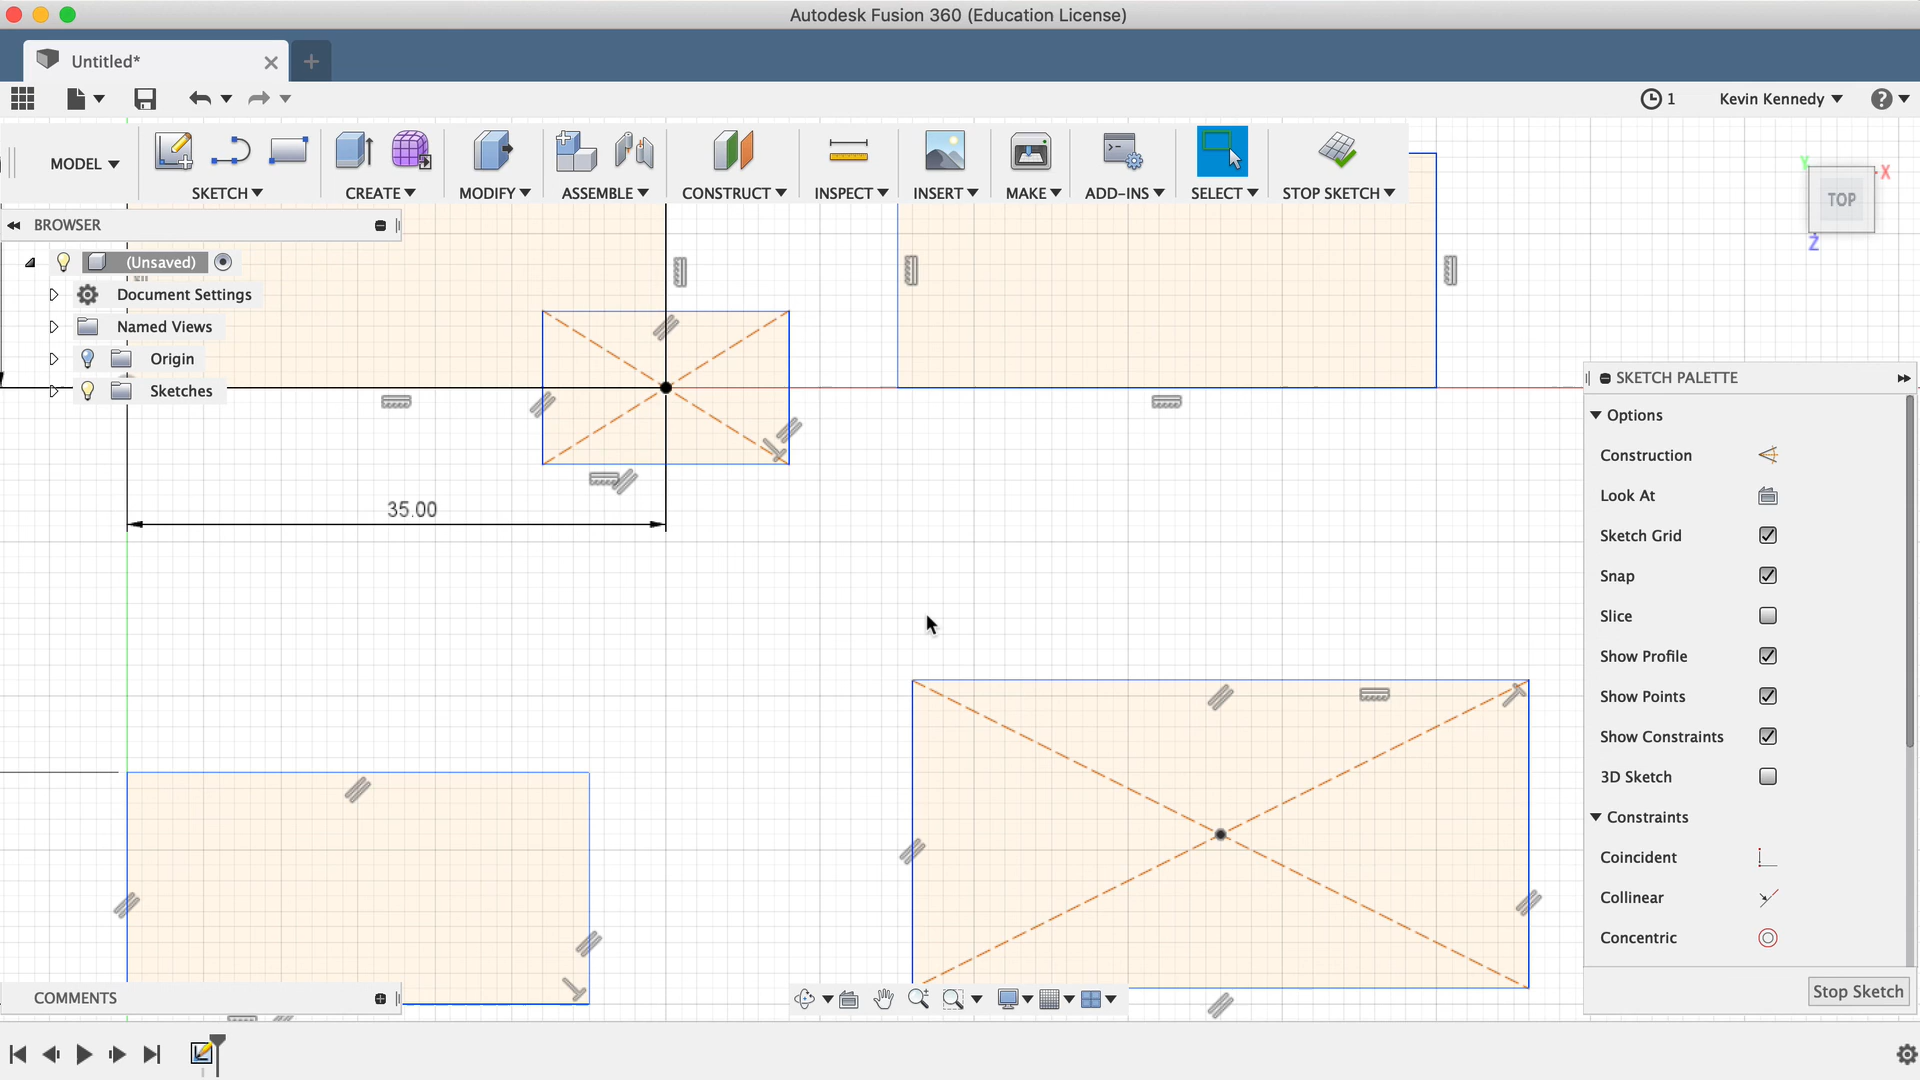 Autodesk Fusion 360 (Education License)
Untitled*
1
Kevin Kennedy
MODEL
SKETCH
CREATE
MODIFY
ASSEMBLE
CONSTRUCT
INSPECT
INSERT
MAKE
ADD-INS
SELECT
STOP SKETCH
Y
X
TOP
Z
BROWSER
(Unsaved)
Document Settings
Named Views
Origin
Sketches
35.00
SKETCH PALETTE
Options
Construction
Look At
Sketch Grid
Snap
Slice
Show Profile
Show Points
Show Constraints
3D Sketch
Constraints
Coincident
Collinear
Concentric
Stop Sketch
COMMENTS